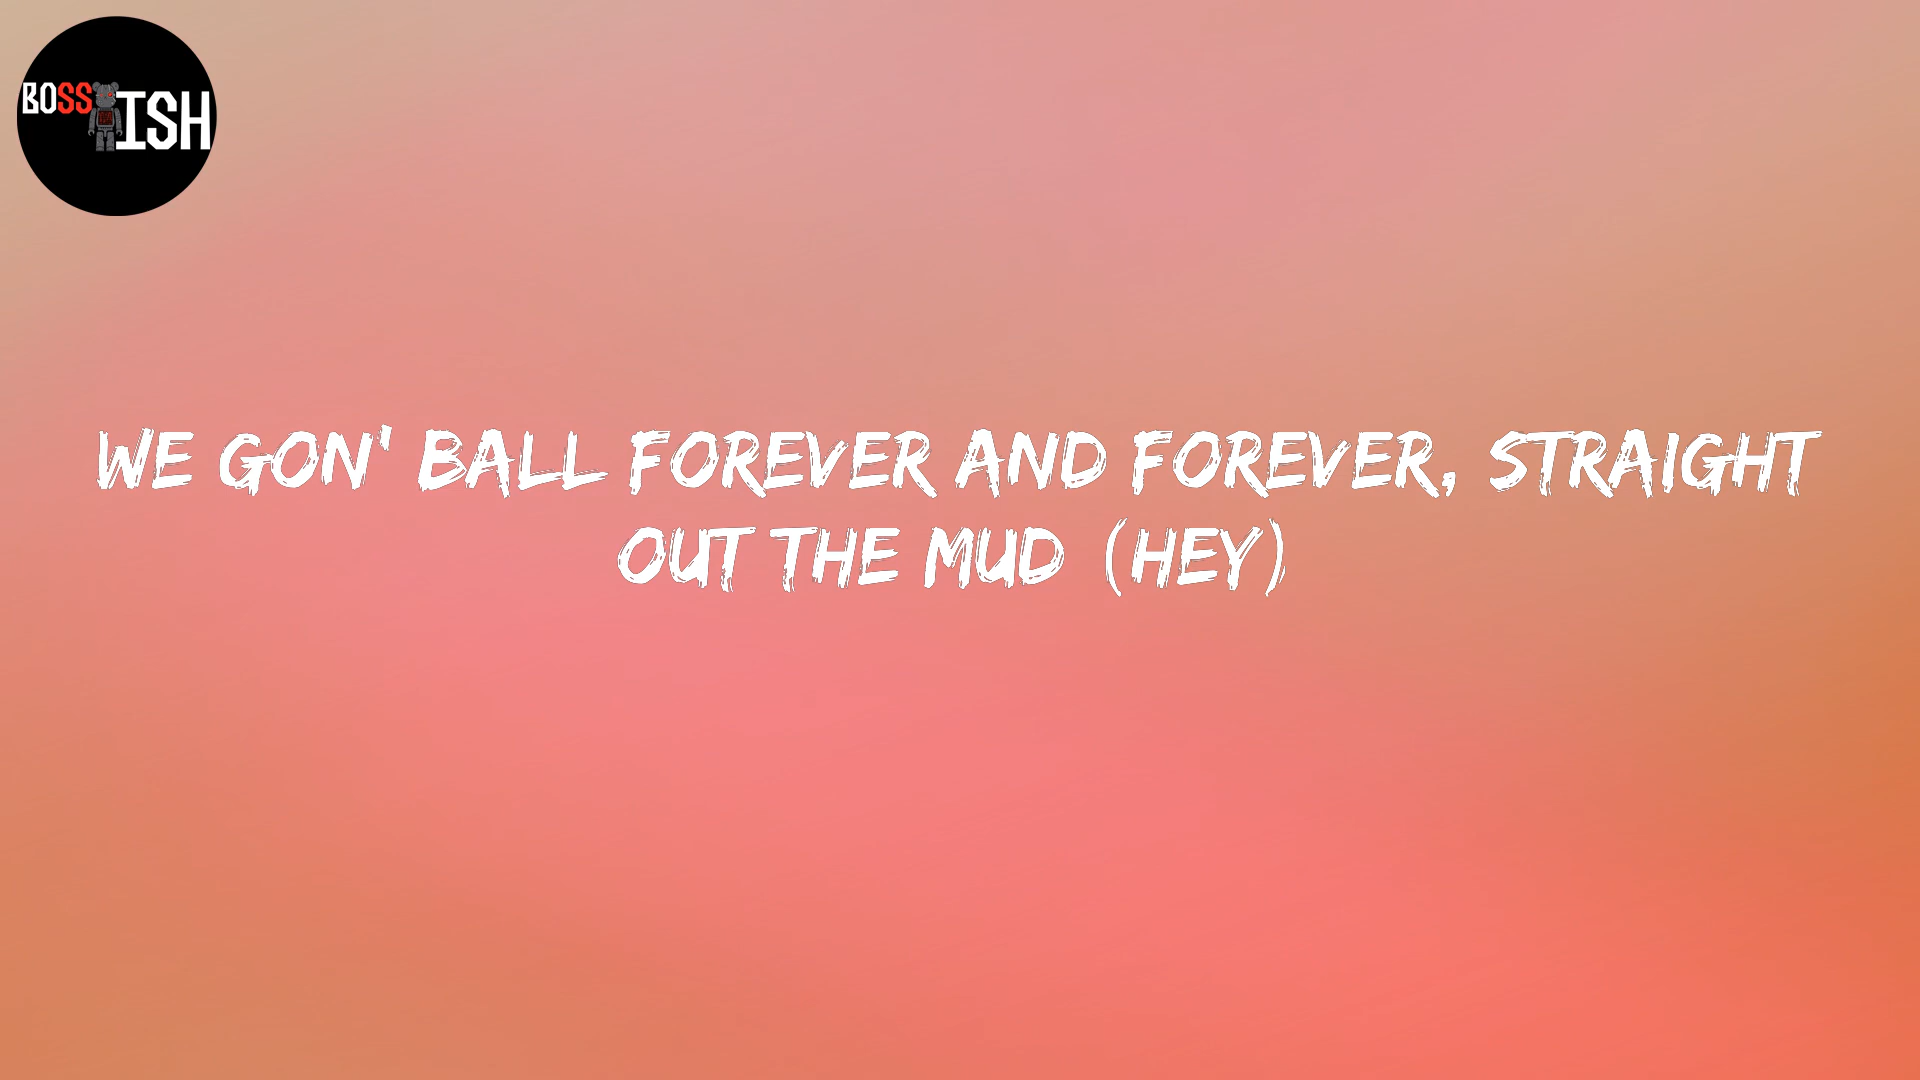 BOSS ISH
WE GON' BALL FOREVER AND FOREVER, STRAIGHT
OUT THE MUD (HEY)